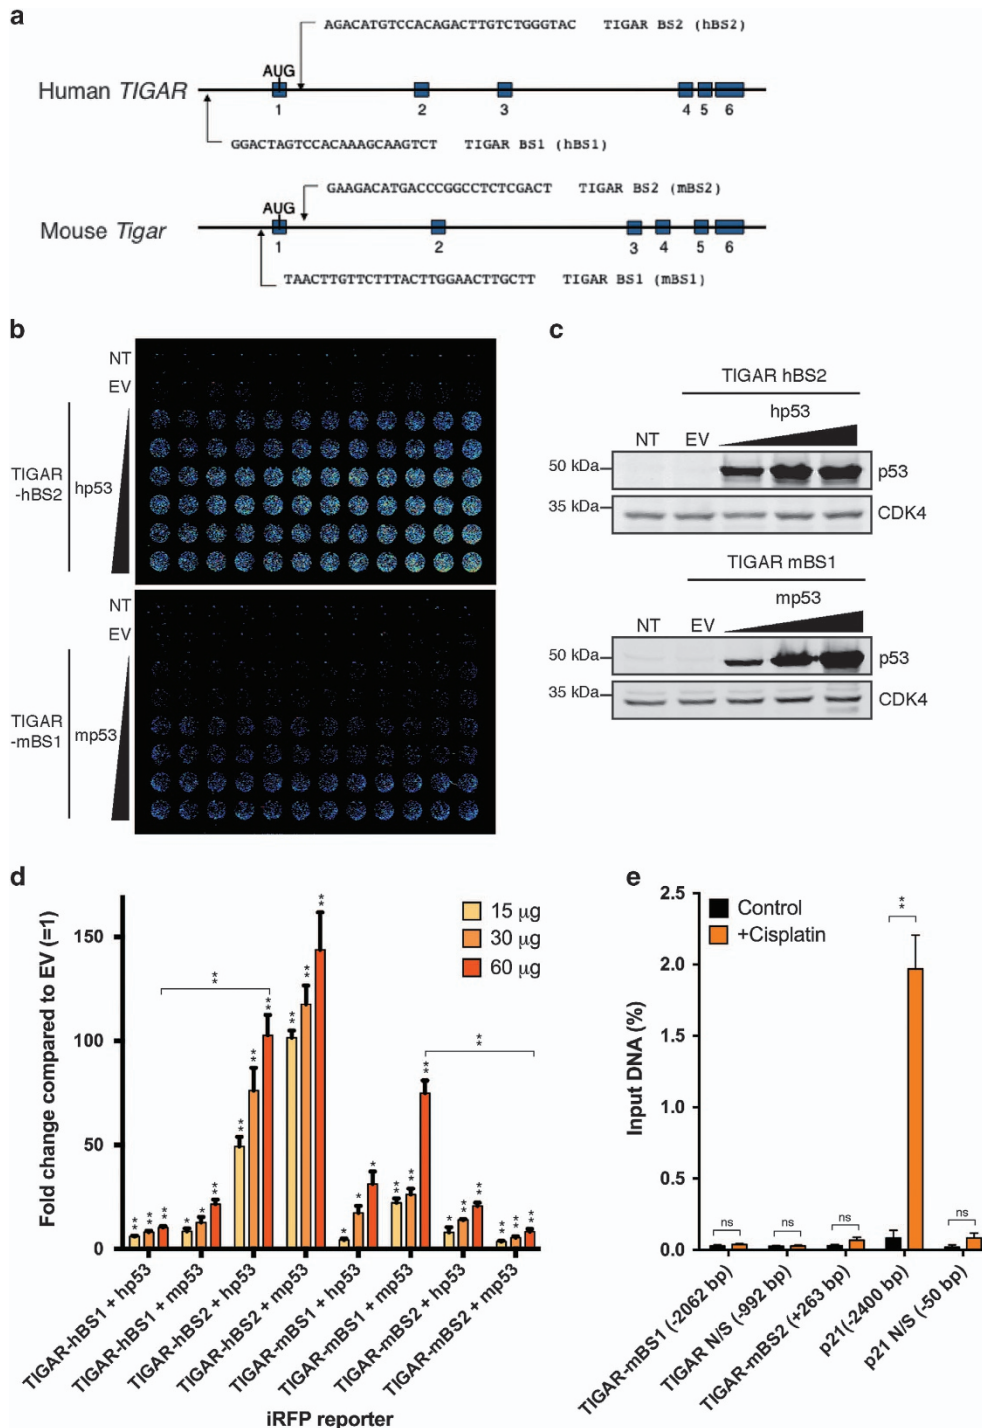 a
AGACATGTCCACAGACTTGTCTGGGTAC TIGAR BS2 (hBS2)
AUG
Human TIGAR
1 2 3 4 5 6
GGACTAGTCCACAAAGCAAGTCT TIGAR BS1 (hBS1)
GAAGACATGACCCGGCCTCTCGACT TIGAR BS2 (mBS2)
AUG
Mouse Tigar
1 2 3 4 5 6
TAACTTGTTCTTTACTTGGAACTTGCTT TIGAR BS1 (mBS1)
b
NT
EV
TIGAR
-hBS2
hp53
NT
EV
TIGAR
-mBS1
mp53
c
TIGAR hBS2
hp53
NT EV
50 kDa
p53
35 kDa
CDK4
TIGAR mBS1
mp53
NT EV
50 kDa
p53
35 kDa
CDK4
d
Fold change compared to EV (=1)
150
100
50
0
15 µg
30 µg
60 µg
** ** ** * * ** ** ** ** ** ** ** * * * ** ** ** * ** ** ** ** **
**
**
TIGAR-hBS1 + hp53
TIGAR-hBS1 + mp53
TIGAR-hBS2 + hp53
TIGAR-hBS2 + mp53
TIGAR-mBS1 + hp53
TIGAR-mBS1 + mp53
TIGAR-mBS2 + hp53
TIGAR-mBS2 + mp53
iRFP reporter
e
Input DNA (%)
2.5
2.0
1.5
1.0
0.5
0.0
Control
+Cisplatin
ns ns ns ** ns
TIGAR-mBS1 (-2062 bp)
TIGAR N/S (-992 bp)
TIGAR-mBS2 (+263 bp)
p21(-2400 bp)
p21 N/S (-50 bp)